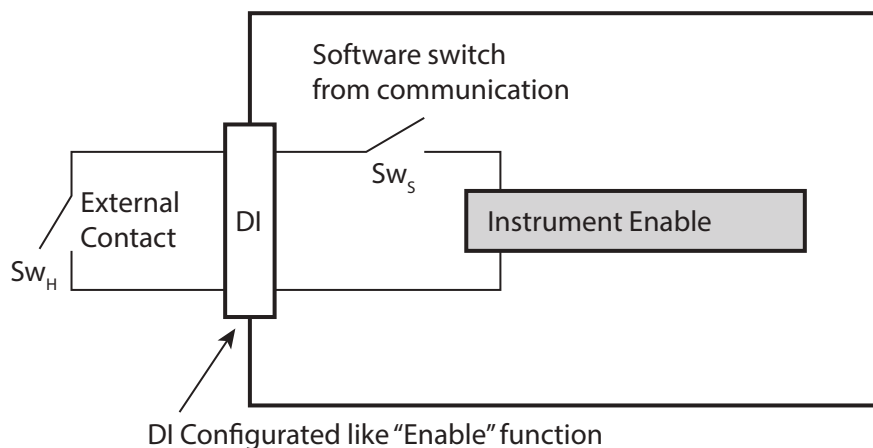 Software switch
from communication
Sw_S
External
Contact
DI
Instrument Enable
Sw_H
DI Configurated like “Enable” function